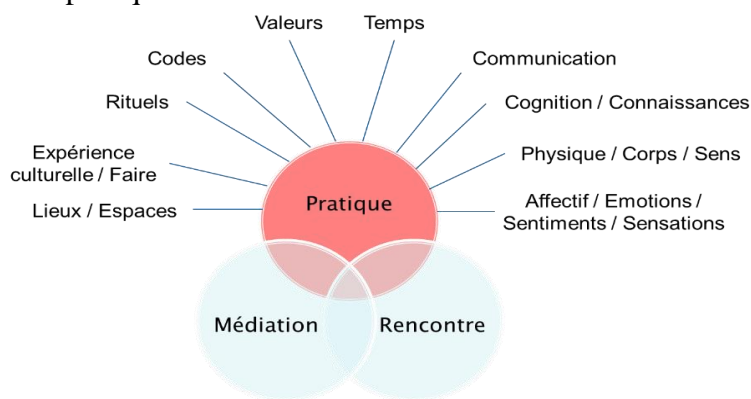 Valeurs
Temps
Codes
Communication
Rituels
Cognition / Connaissances
Expérience
culturelle / Faire
Physique / Corps / Sens
Lieux / Espaces
Affectif / Emotions /
Sentiments / Sensations
Pratique
Médiation
Rencontre